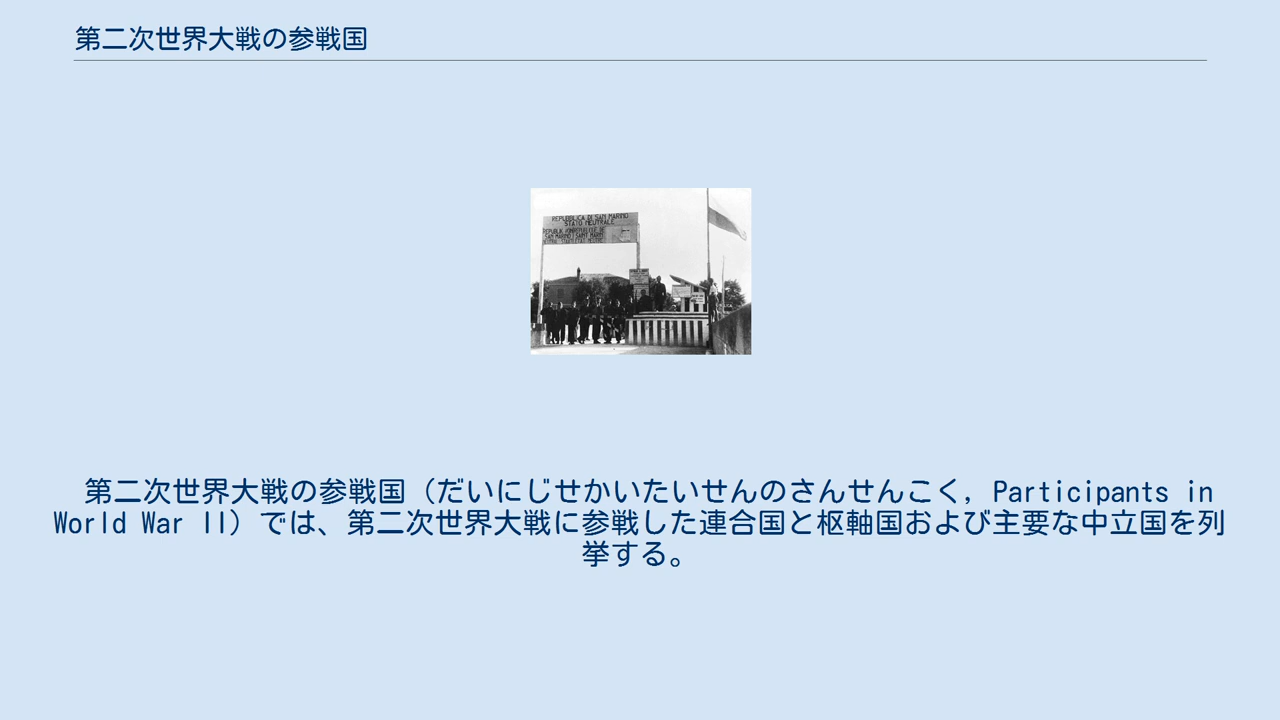 第二次世界大戦の参戦国
REPUBBLICA DI SAN MARINO
STATO NEUTRALE
第二次世界大戦の参戦国（だいにじせかいたいせんのさんせんこく, Participants in
World War II）では、第二次世界大戦に参戦した連合国と枢軸国および主要な中立国を列
挙する。